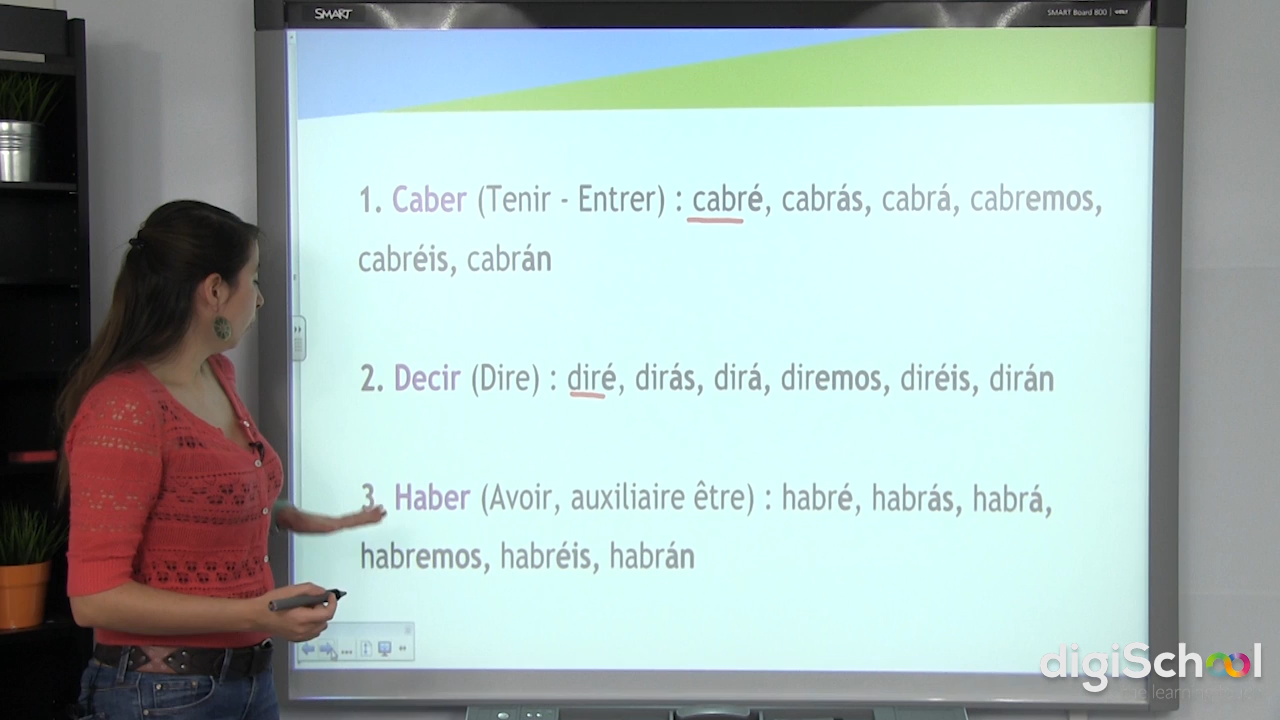 SMART
SMART Board 800
1. Caber (Tenir - Entrer) : cabré, cabrás, cabrá, cabremos,
cabréis, cabrán
2. Decir (Dire) : diré, dirás, dirá, diremos, diréis, dirán
3. Haber (Avoir, auxiliaire être) : habré, habrás, habrá,
habremos, habréis, habrán
digiSchool